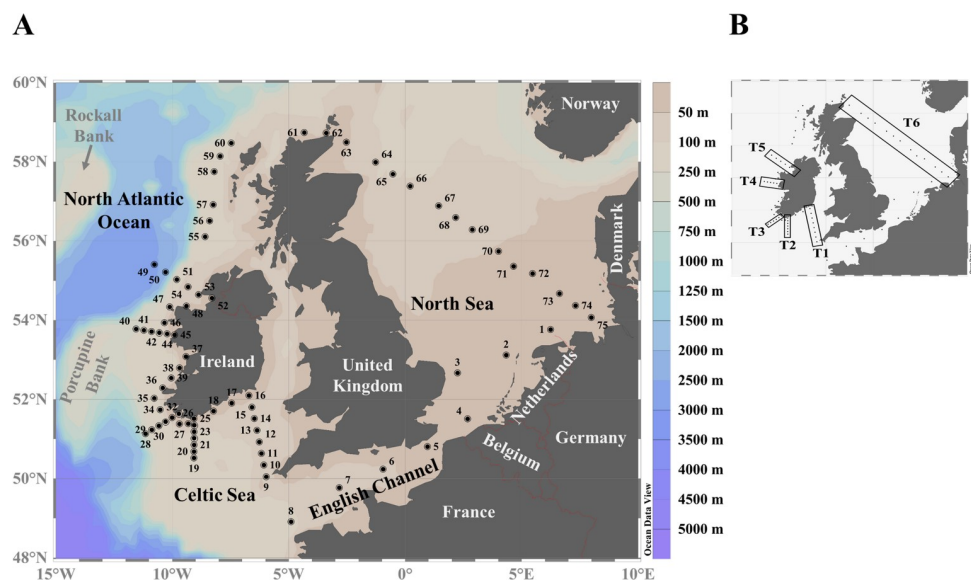 A
B
60°N
58°N
56°N
54°N
52°N
50°N
48°N
15°W
10°W
5°W
0°
5°E
10°E
Rockall
Bank
North Atlantic
Ocean
Porcupine
Bank
Ireland
United
Kingdom
North Sea
Norway
Denmark
Netherlands
Belgium
Germany
France
English Channel
Celtic Sea
61
62
60
63
59
64
58
65
66
57
67
56
68
69
55
70
49
50
51
71
72
54
53
73
47
48
52
74
40
41
46
75
42
44
45
1
37
2
38
3
39
36
17
16
35
18
34
32
26
25
15
14
4
29
30
27
23
13
12
28
21
11
5
20
10
6
19
9
7
8
50 m
100 m
250 m
500 m
750 m
1000 m
1250 m
1500 m
2000 m
2500 m
3000 m
3500 m
4000 m
4500 m
5000 m
Ocean Data View
T6
T5
T4
T3
T2
T1